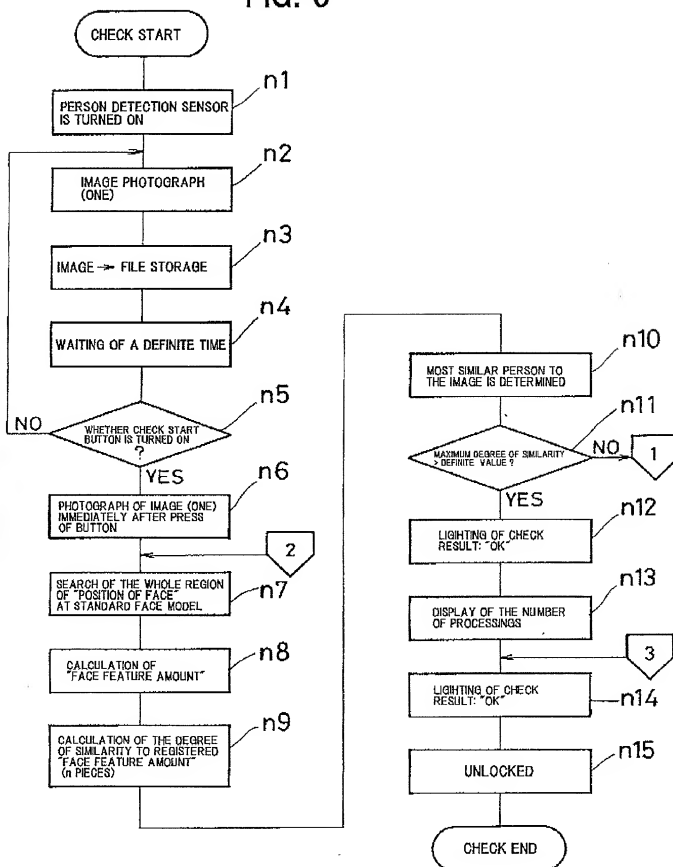 CHECK START
n1
PERSON DETECTION SENSOR
IS TURNED ON
n2
IMAGE PHOTOGRAPH
(ONE)
n3
IMAGE → FILE STORAGE
n4
WAITING OF A DEFINITE TIME
n5
WHETHER CHECK START
BUTTON IS TURNED ON
?
NO
YES
n6
PHOTOGRAPH OF IMAGE (ONE)
IMMEDIATELY AFTER PRESS
OF BUTTON
2
n7
SEARCH OF THE WHOLE REGION
OF "POSITION OF FACE"
AT STANDARD FACE MODEL
n8
CALCULATION OF
"FACE FEATURE AMOUNT"
n9
CALCULATION OF THE DEGREE
OF SIMILARITY TO REGISTERED
"FACE FEATURE AMOUNT"
(n PIECES)
n10
MOST SIMILAR PERSON TO
THE IMAGE IS DETERMINED
n11
MAXIMUM DEGREE OF SIMILARITY
> DEFINITE VALUE ?
NO
1
YES
n12
LIGIHTING OF CHECK
RESULT: "OK"
n13
DISPLAY OF THE NUMBER
OF PROCESSINGS
3
LIGIHTING OF CHECK
RESULT: "OK"
n14
n15
UNLOCKED
CHECK END